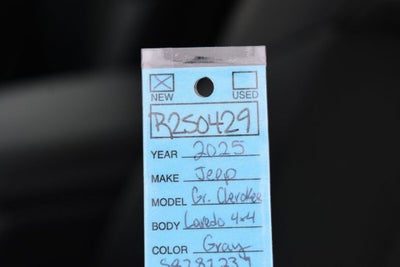 NEW USED
R250429
YEAR 2025
MAKE Jeep
MODEL Gr. Cherokee
BODY Laredo 4x4
COLOR Gray